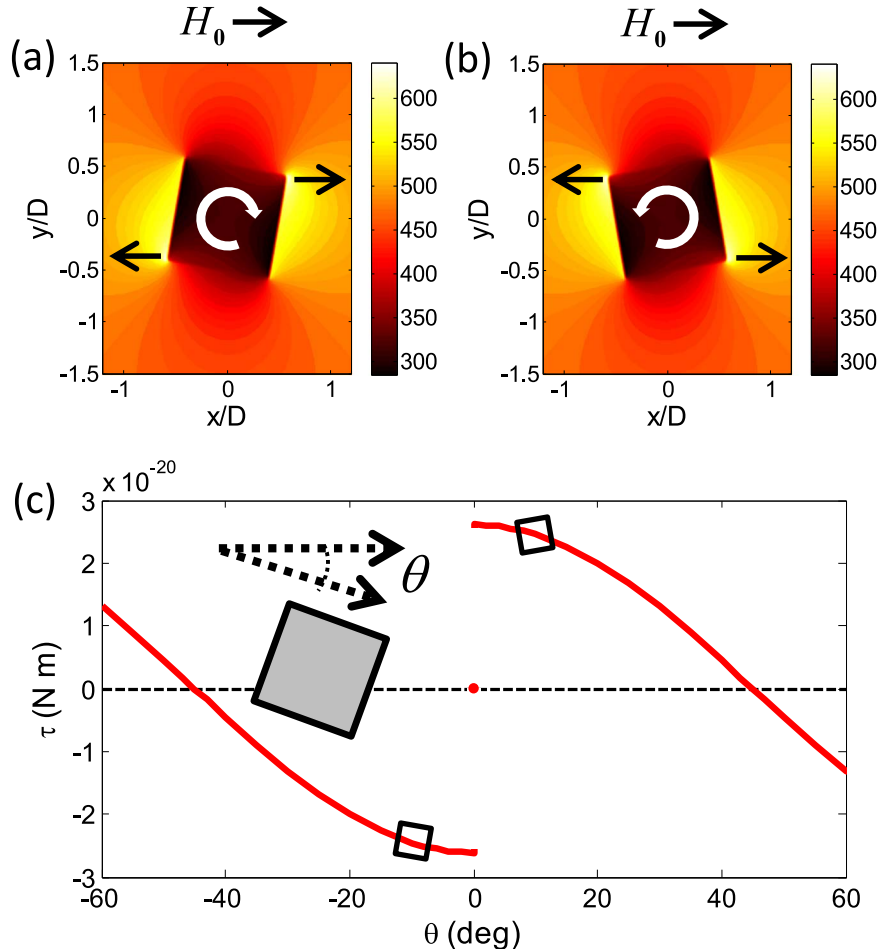 H₀
(a)
1.5
1
0.5
0
-0.5
-1
-1.5
y/D
-1 0 1
x/D
600
550
500
450
400
350
300
H₀
(b)
1.5
1
0.5
0
-0.5
-1
-1.5
y/D
-1 0 1
x/D
600
550
500
450
400
350
300
(c)
x 10⁻²⁰
3
2
1
0
-1
-2
-3
τ (N m)
θ
-60 -40 -20 0 20 40 60
θ (deg)